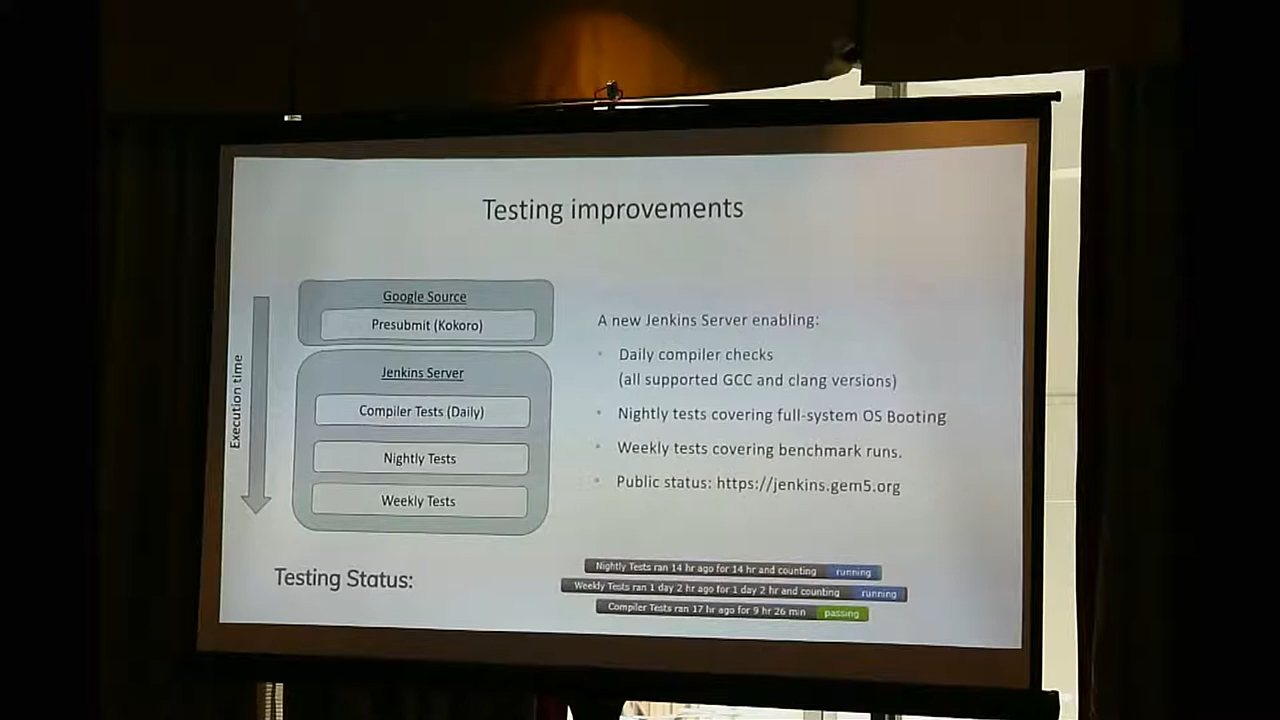 Testing improvements
Execution time
Google Source
Presubmit (Kokoro)
Jenkins Server
Compiler Tests (Daily)
Nightly Tests
Weekly Tests
A new Jenkins Server enabling:
Daily compiler checks
(all supported GCC and clang versions)
Nightly tests covering full-system OS Booting
Weekly tests covering benchmark runs.
Public status: https://jenkins.gem5.org
Testing Status:
Nightly Tests ran 14 hr ago for 14 hr and counting running
Weekly Tests ran 1 day 2 hr ago for 1 day 2 hr and counting running
Compiler Tests ran 17 hr ago for 9 hr 26 min passing